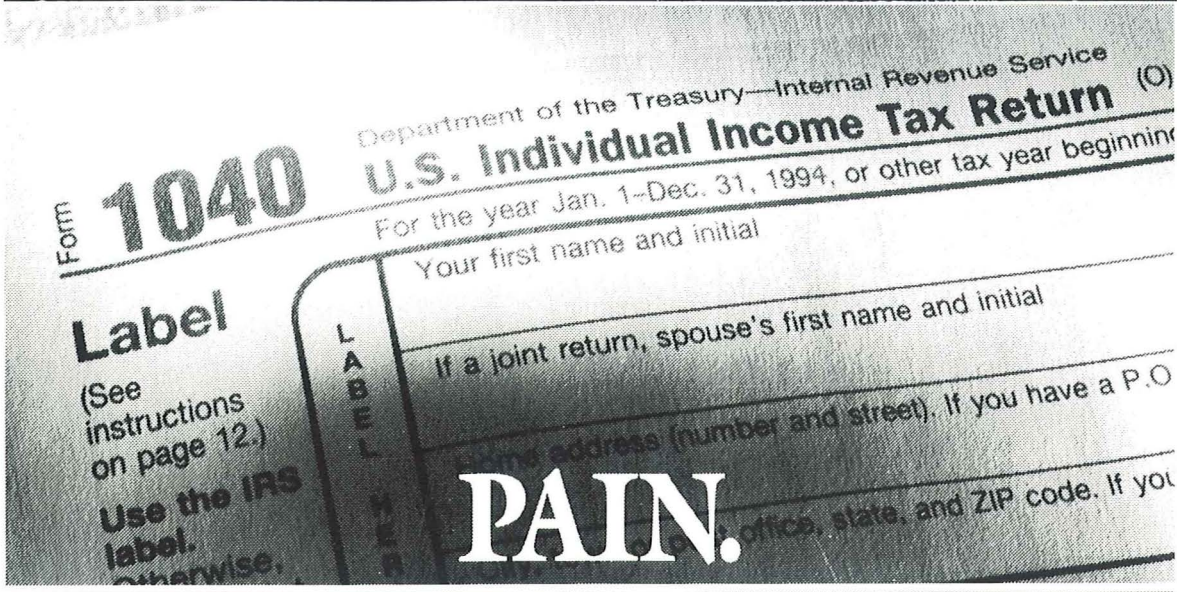 Department of the Treasury—Internal Revenue Service
Form 1040 U.S. Individual Income Tax Return (O)
For the year Jan. 1–Dec. 31, 1994, or other tax year beginning
Label
(See
instructions
on page 12.)
Use the IRS
label.
Otherwise,
L
A
B
E
L
H
E
R
Your first name and initial
If a joint return, spouse's first name and initial
address (number and street). If you have a P.O
office, state, and ZIP code. If you
PAIN.